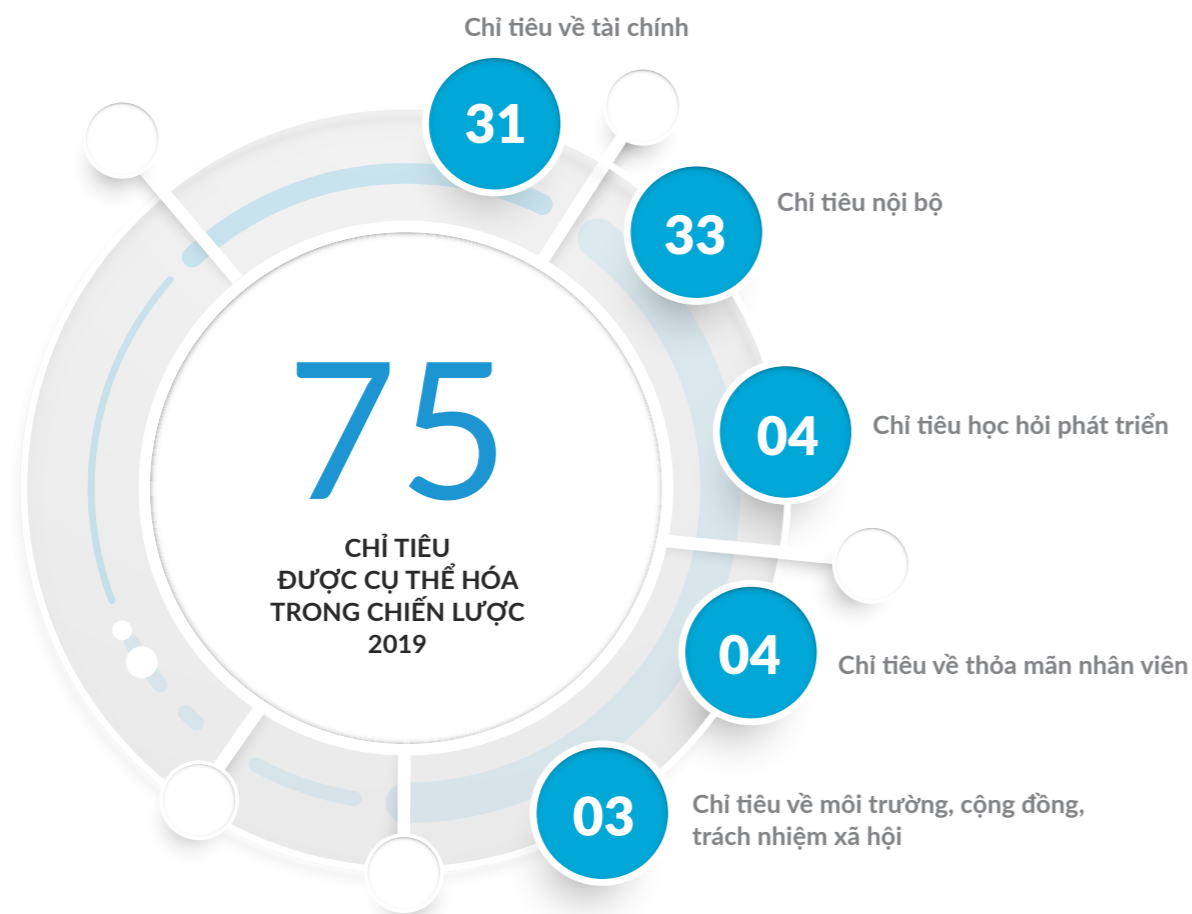 Chỉ tiêu về tài chính
31
33
Chỉ tiêu nội bộ
04
Chỉ tiêu học hỏi phát triển
75
CHỈ TIÊU
ĐƯỢC CỤ THỂ HÓA
TRONG CHIẾN LƯỢC
2019
04
Chỉ tiêu về thỏa mãn nhân viên
03
Chỉ tiêu về môi trường, cộng đồng,
trách nhiệm xã hội